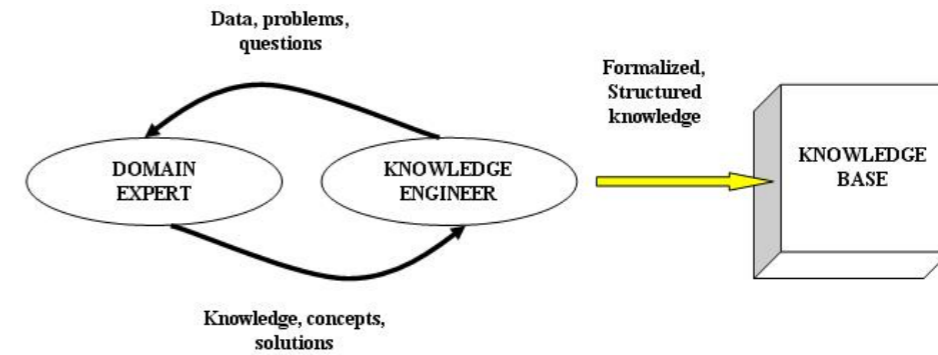 Data, problems,
questions
Formalized,
Structured
knowledge
DOMAIN
EXPERT
KNOWLEDGE
ENGINEER
KNOWLEDGE
BASE
Knowledge, concepts,
solutions